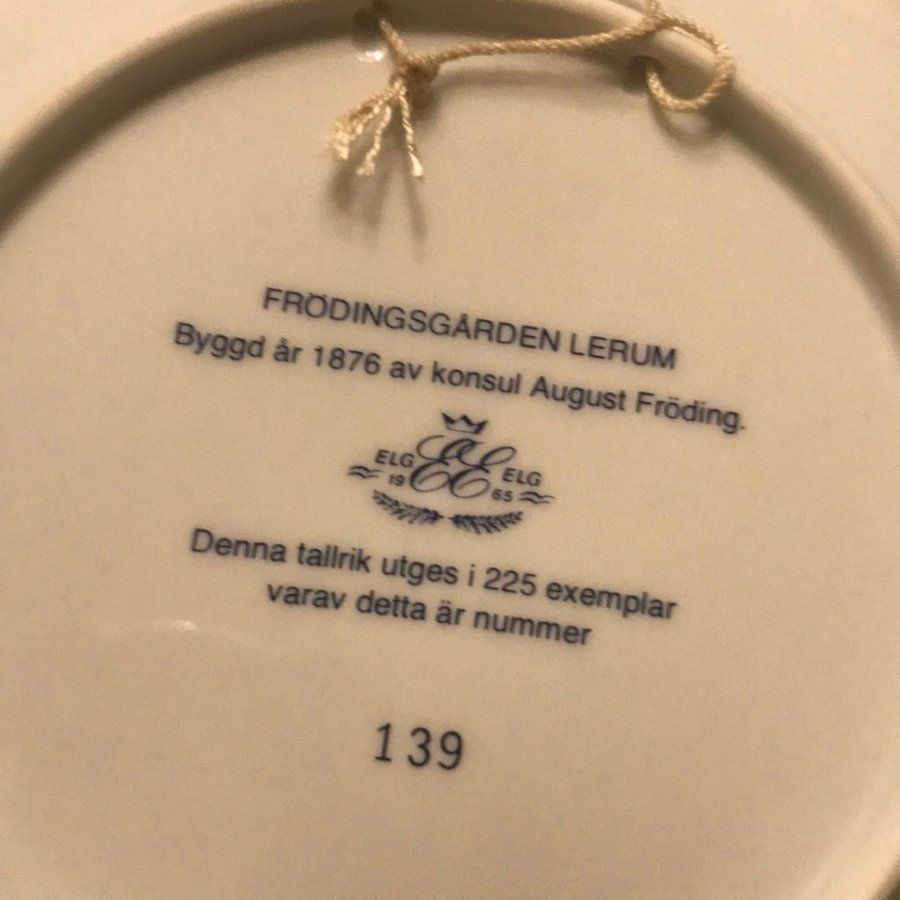 FRÖDINGSGÅRDEN LERUM
Byggd år 1876 av konsul August Fröding.
ELG EE ELG
19 65
Denna tallrik utges i 225 exemplar
varav detta är nummer
139